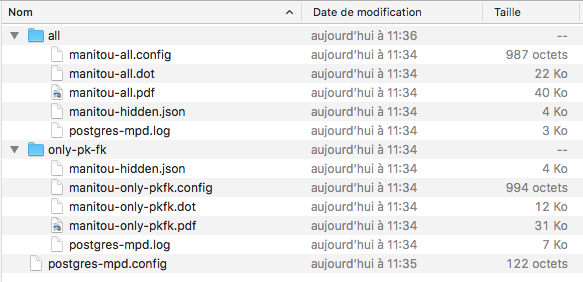 Nom Date de modification Taille
all aujourd'hui à 11:36 --
manitou-all.config aujourd'hui à 11:34 987 octets
manitou-all.dot aujourd'hui à 11:34 22 Ko
manitou-all.pdf aujourd'hui à 11:34 40 Ko
manitou-hidden.json aujourd'hui à 11:34 4 Ko
postgres-mpd.log aujourd'hui à 11:34 3 Ko
only-pk-fk aujourd'hui à 11:34 --
manitou-hidden.json aujourd'hui à 11:34 4 Ko
manitou-only-pkfk.config aujourd'hui à 11:34 994 octets
manitou-only-pkfk.dot aujourd'hui à 11:34 12 Ko
manitou-only-pkfk.pdf aujourd'hui à 11:34 31 Ko
postgres-mpd.log aujourd'hui à 11:34 7 Ko
postgres-mpd.config aujourd'hui à 11:35 122 octets